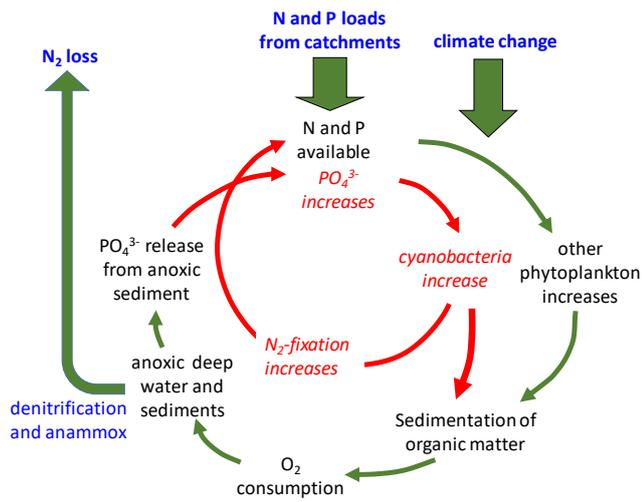 N and P loads
from catchments
climate change
N₂ loss
N and P
available
PO₄³⁻
increases
PO₄³⁻ release
from anoxic
sediment
cyanobacteria
increase
other
phytoplankton
increases
N₂-fixation
increases
anoxic deep
water and
sediments
denitrification
and anammox
Sedimentation of
organic matter
O₂
consumption